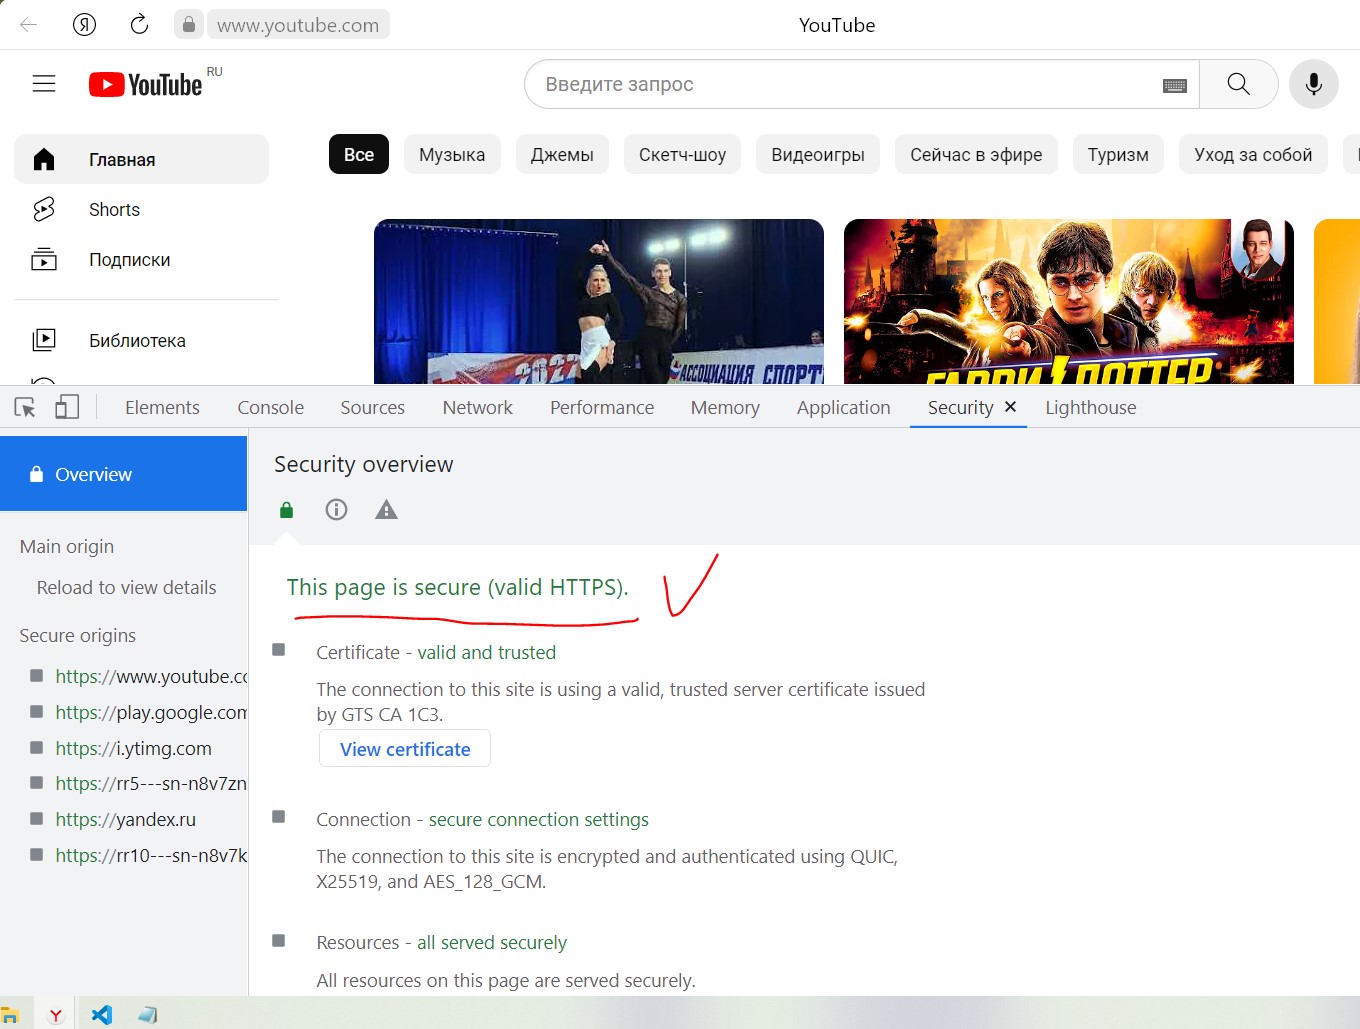 www.youtube.com
YouTube
YouTube RU
Введите запрос
Главная
Все
Музыка
Джемы
Скетч-шоу
Видеоигры
Сейчас в эфире
Туризм
Уход за собой
Shorts
Подписки
Библиотека
АССОЦИАЦИЯ СПОРТ
ГАРРИ ПОТТЕР
Elements
Console
Sources
Network
Performance
Memory
Application
Security
Lighthouse
Overview
Main origin
Reload to view details
Secure origins
https://www.youtube.co
https://play.google.com
https://i.ytimg.com
https://rr5---sn-n8v7zn
https://yandex.ru
https://rr10---sn-n8v7k
Security overview
This page is secure (valid HTTPS).
Certificate - valid and trusted
The connection to this site is using a valid, trusted server certificate issued
by GTS CA 1C3.
View certificate
Connection - secure connection settings
The connection to this site is encrypted and authenticated using QUIC,
X25519, and AES_128_GCM.
Resources - all served securely
All resources on this page are served securely.